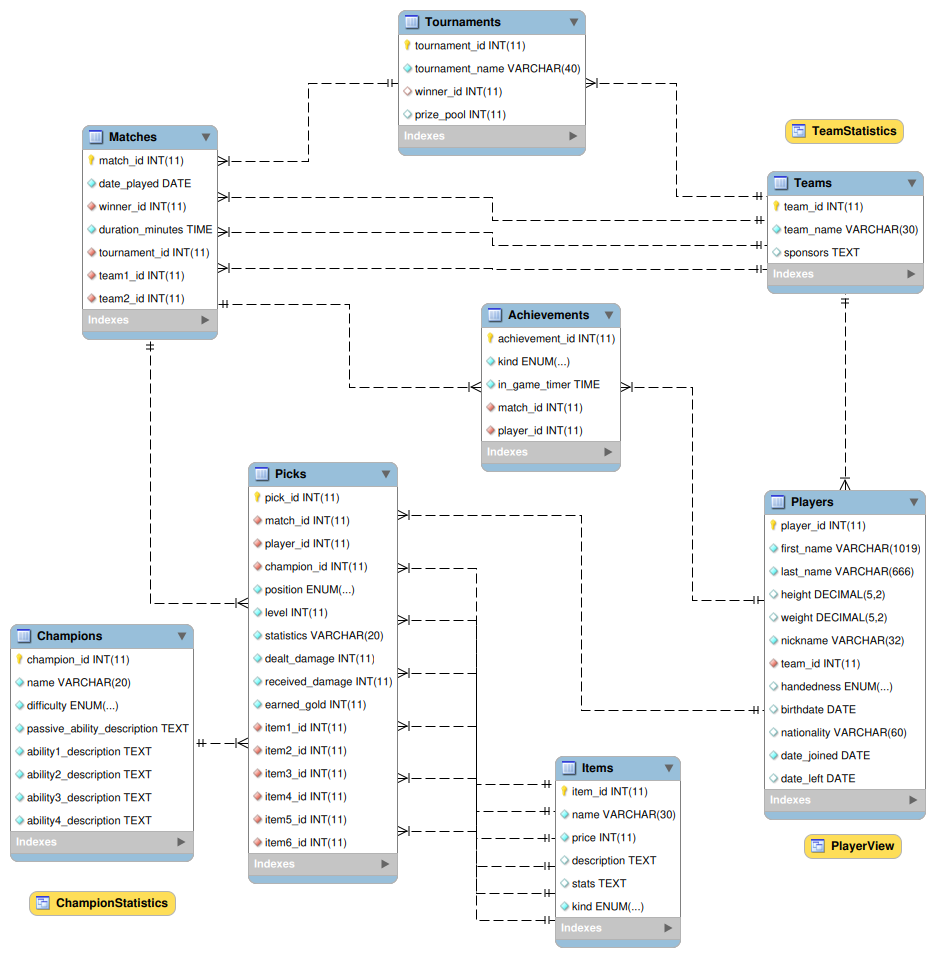 Tournaments
tournament_id INT(11)
tournament_name VARCHAR(40)
winner_id INT(11)
prize_pool INT(11)
Indexes
Matches
match_id INT(11)
date_played DATE
winner_id INT(11)
duration_minutes TIME
tournament_id INT(11)
team1_id INT(11)
team2_id INT(11)
Indexes
TeamStatistics
Teams
team_id INT(11)
team_name VARCHAR(30)
sponsors TEXT
Indexes
Achievements
achievement_id INT(11)
kind ENUM(...)
in_game_timer TIME
match_id INT(11)
player_id INT(11)
Indexes
Picks
pick_id INT(11)
match_id INT(11)
player_id INT(11)
champion_id INT(11)
position ENUM(...)
level INT(11)
statistics VARCHAR(20)
dealt_damage INT(11)
received_damage INT(11)
earned_gold INT(11)
item1_id INT(11)
item2_id INT(11)
item3_id INT(11)
item4_id INT(11)
item5_id INT(11)
item6_id INT(11)
Indexes
Players
player_id INT(11)
first_name VARCHAR(1019)
last_name VARCHAR(666)
height DECIMAL(5,2)
weight DECIMAL(5,2)
nickname VARCHAR(32)
team_id INT(11)
handedness ENUM(...)
birthdate DATE
nationality VARCHAR(60)
date_joined DATE
date_left DATE
Indexes
Champions
champion_id INT(11)
name VARCHAR(20)
difficulty ENUM(...)
passive_ability_description TEXT
ability1_description TEXT
ability2_description TEXT
ability3_description TEXT
ability4_description TEXT
Indexes
Items
item_id INT(11)
name VARCHAR(30)
price INT(11)
description TEXT
stats TEXT
kind ENUM(...)
Indexes
PlayerView
ChampionStatistics